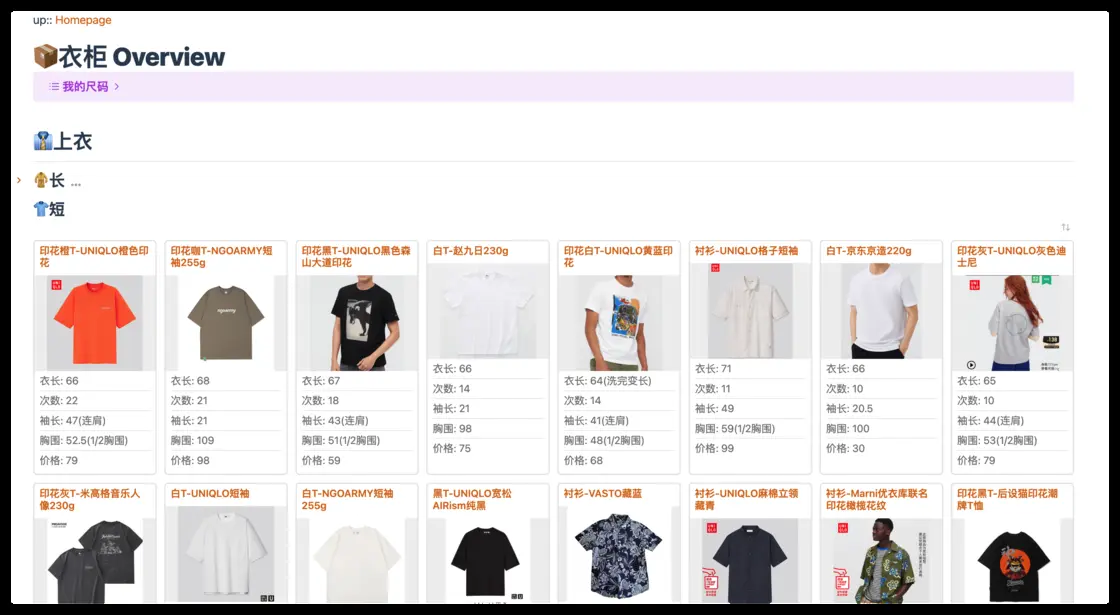 up:: Homepage
📦衣柜 Overview
我的尺码
👔上衣
🧥长 ...
👕短
印花橙T-UNIQLO橙色印
花
衣长: 66
次数: 22
袖长: 47(连肩)
胸围: 52.5(1/2胸围)
价格: 79
印花咖T-NGOARMY短
袖255g
ngoarmy
衣长: 68
次数: 21
袖长: 21
胸围: 109
价格: 98
印花黑T-UNIQLO黑色森
山大道印花
衣长: 67
次数: 18
袖长: 43(连肩)
胸围: 51(1/2胸围)
价格: 59
白T-赵九日230g
衣长: 66
次数: 14
袖长: 21
胸围: 98
价格: 75
印花白T-UNIQLO黄蓝印
花
衣长: 64(洗完变长)
次数: 14
袖长: 41(连肩)
胸围: 48(1/2胸围)
价格: 68
衬衫-UNIQLO格子短袖
衣长: 71
次数: 11
袖长: 49
胸围: 59(1/2胸围)
价格: 99
白T-京东京造220g
衣长: 66
次数: 10
袖长: 20.5
胸围: 100
价格: 30
印花灰T-UNIQLO灰色迪
士尼
衣长: 65
次数: 10
袖长: 44(连肩)
胸围: 53(1/2胸围)
价格: 79
印花灰T-米高格音乐人
像230g
白T-UNIQLO短袖
白T-NGOARMY短袖
255g
黑T-UNIQLO宽松
AIRism纯黑
衬衫-VASTO藏蓝
衬衫-UNIQLO麻棉立领
藏青
衬衫-Marni优衣库联名
印花橄榄花纹
印花黑T-后设猫印花潮
牌T恤